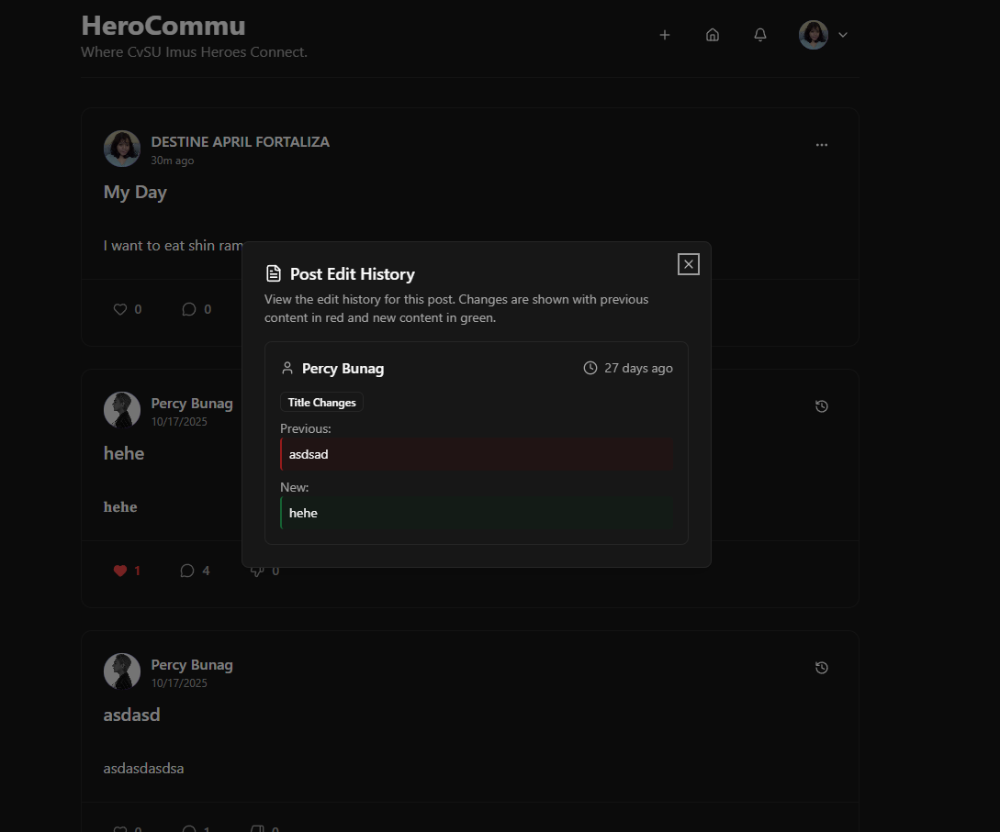 HeroCommu
Where CvSU Imus Heroes Connect.
DESTINE APRIL FORTALIZA
30m ago
My Day
I want to eat shin ram
0 0
Post Edit History
View the edit history for this post. Changes are shown with previous
content in red and new content in green.
Percy Bunag 27 days ago
Title Changes
Previous:
asdsad
New:
hehe
Percy Bunag
10/17/2025
hehe
hehe
1 4 0
Percy Bunag
10/17/2025
asdasd
asdasdasdsa
0 1 0